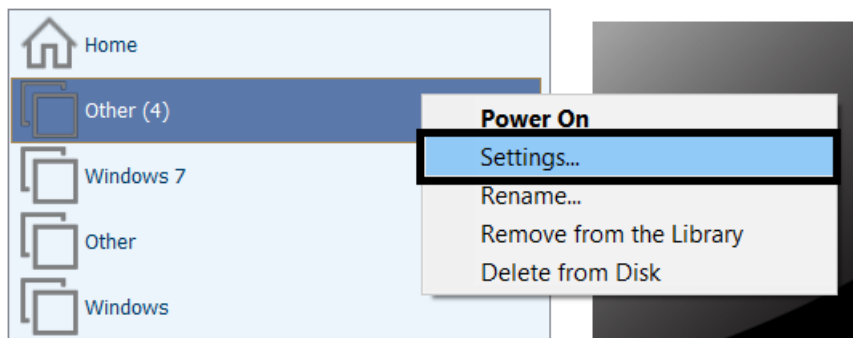 Home
Other (4)
Windows 7
Other
Windows
Power On
Settings...
Rename...
Remove from the Library
Delete from Disk